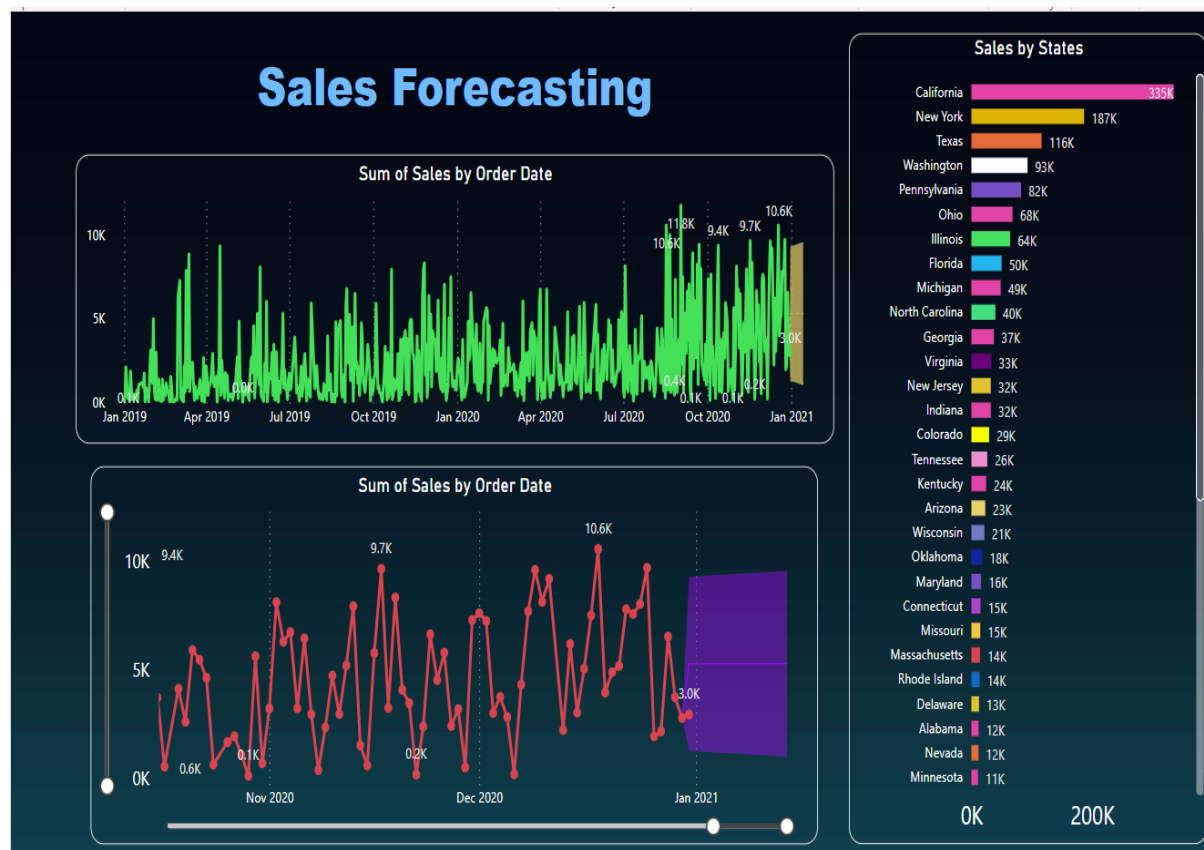 Sales Forecasting
Sum of Sales by Order Date
10K
5K
0K
0.1K
0.0K
10.6K
11.8K
9.4K
9.7K
10.6K
0.4K
0.1K
0.1K
0.2K
3.0K
Jan 2019 Apr 2019 Jul 2019 Oct 2019 Jan 2020 Apr 2020 Jul 2020 Oct 2020 Jan 2021
Sum of Sales by Order Date
10K
5K
0K
9.4K
0.6K
0.1K
9.7K
0.2K
10.6K
3.0K
Nov 2020 Dec 2020 Jan 2021
Sales by States
California 335K
New York 187K
Texas 116K
Washington 93K
Pennsylvania 82K
Ohio 68K
Illinois 64K
Florida 50K
Michigan 49K
North Carolina 40K
Georgia 37K
Virginia 33K
New Jersey 32K
Indiana 32K
Colorado 29K
Tennessee 26K
Kentucky 24K
Arizona 23K
Wisconsin 21K
Oklahoma 18K
Maryland 16K
Connecticut 15K
Missouri 15K
Massachusetts 14K
Rhode Island 14K
Delaware 13K
Alabama 12K
Nevada 12K
Minnesota 11K
0K 200K